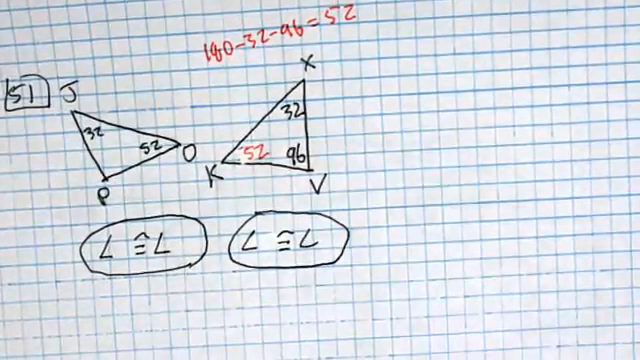 180-32-96=52
51
J
X
32
32
52
O
52
96
K
P
V
∠ ≅ ∠
∠ ≅ ∠